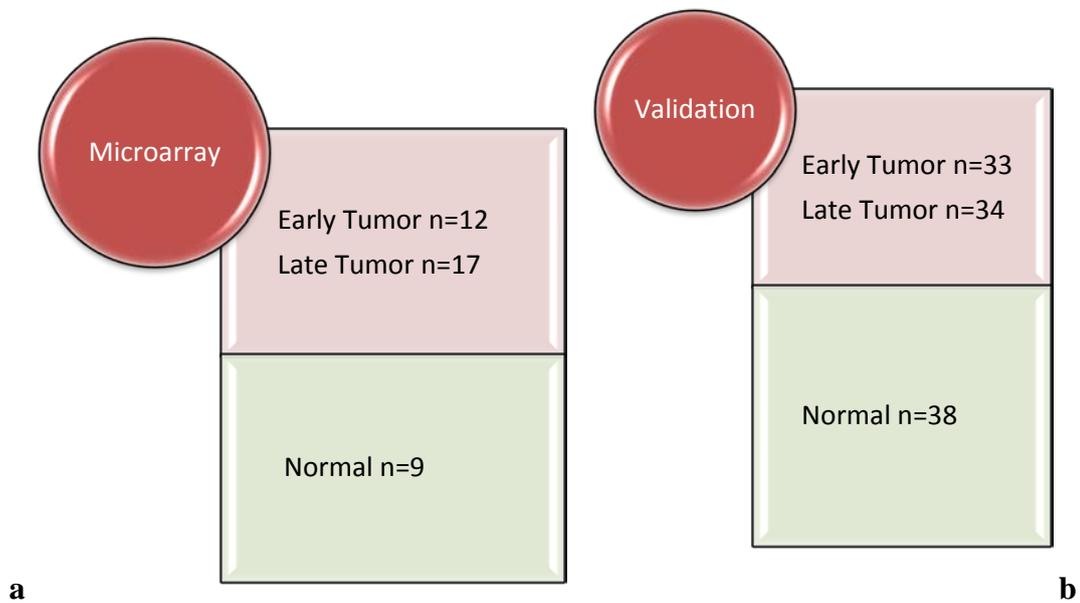 Microarray
Early Tumor n=12
Late Tumor n=17
Normal n=9
a
Validation
Early Tumor n=33
Late Tumor n=34
Normal n=38
b